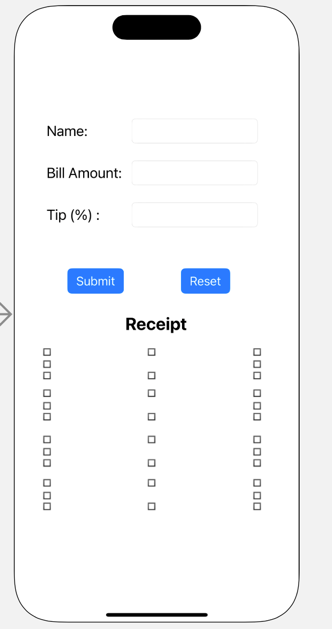 Name:
Bill Amount:
Tip (%) :
Submit Reset
Receipt